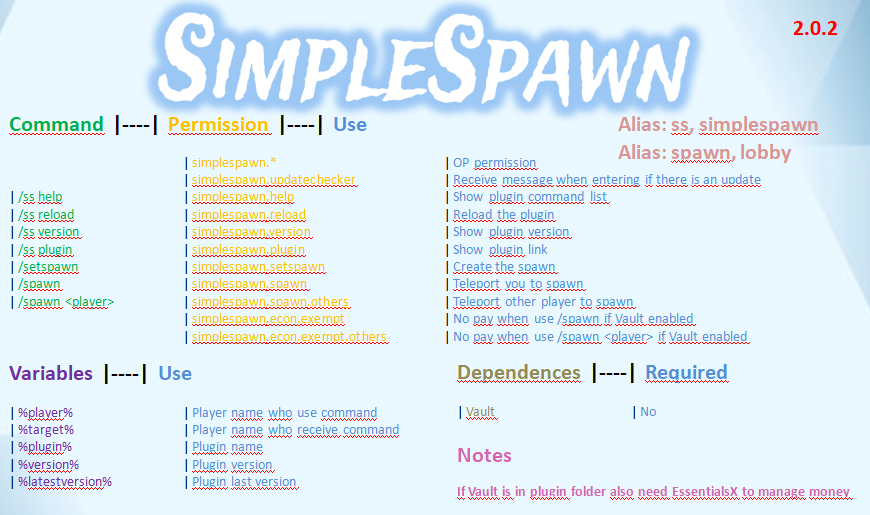 SimpleSpawn
2.0.2
Command |----| Permission |----| Use
Alias: ss, simplespawn
Alias: spawn, lobby
| simplespawn.* | OP permission
| simplespawn.updatechecker | Receive message when entering if there is an update
| /ss help | simplespawn.help | Show plugin command list
| /ss reload | simplespawn.reload | Reload the plugin
| /ss version | simplespawn.version | Show plugin version
| /ss plugin | simplespawn.plugin | Show plugin link
| /setspawn | simplespawn.setspawn | Create the spawn
| /spawn | simplespawn.spawn | Teleport you to spawn
| /spawn <player> | simplespawn.spawn.others | Teleport other player to spawn
| simplespawn.econ.exempt | No pay when use /spawn if Vault enabled
| simplespawn.econ.exempt.others | No pay when use /spawn <player> if Vault enabled
Variables |----| Use
| %player% | Player name who use command
| %target% | Player name who receive command
| %plugin% | Plugin name
| %version% | Plugin version
| %latestversion% | Plugin last version
Dependences |----| Required
| Vault | No
Notes
If Vault is in plugin folder also need EssentialsX to manage money